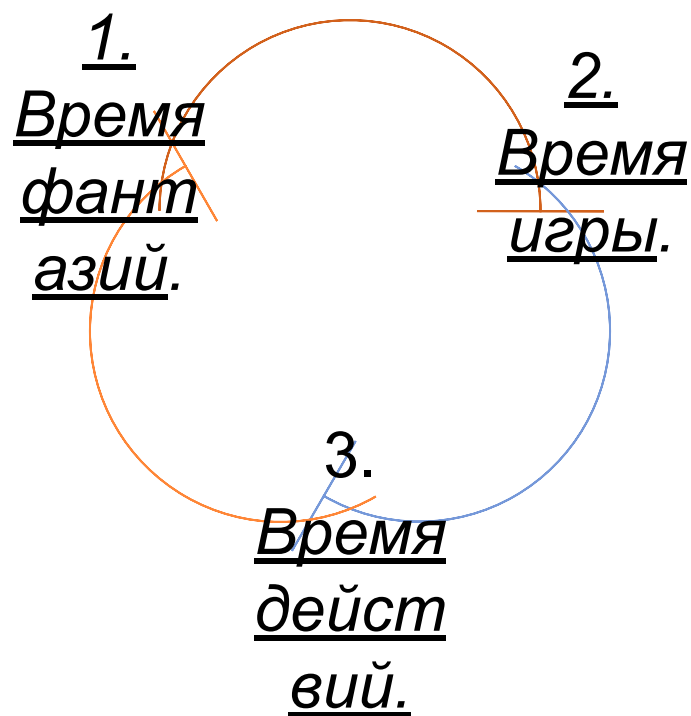 1.
Время
фант
азий.
2.
Время
игры.
3.
Время
дейст
вий.